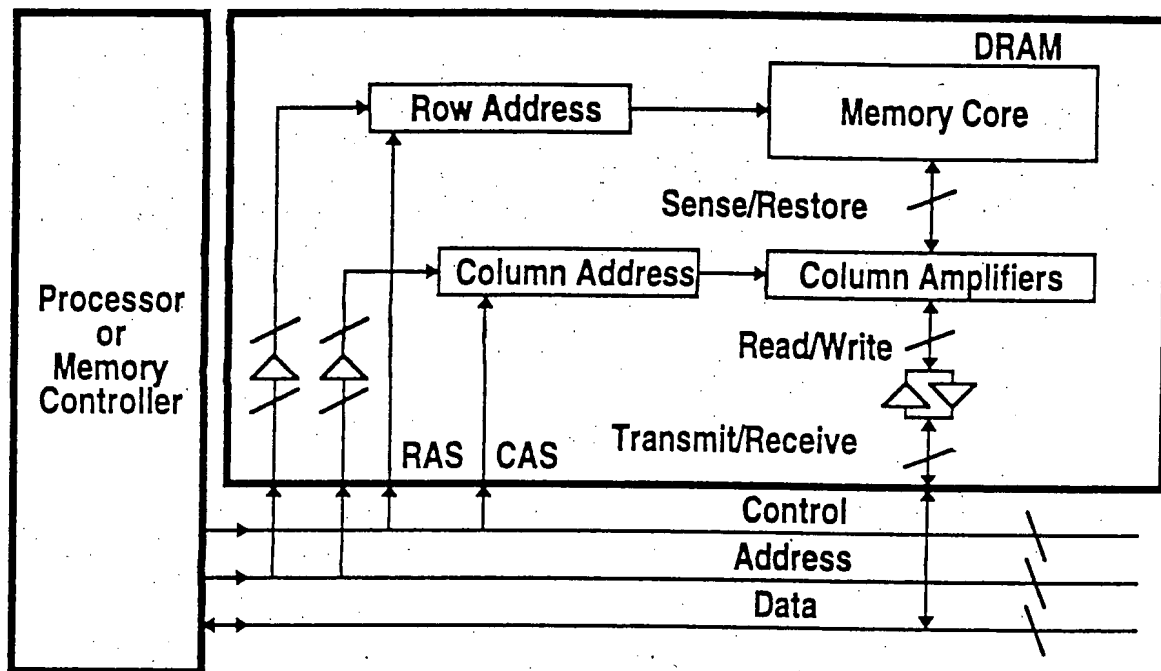 DRAM
Row Address
Memory Core
Sense/Restore
Column Address
Column Amplifiers
Processor
or
Memory
Controller
Read/Write
Transmit/Receive
RAS
CAS
Control
Address
Data